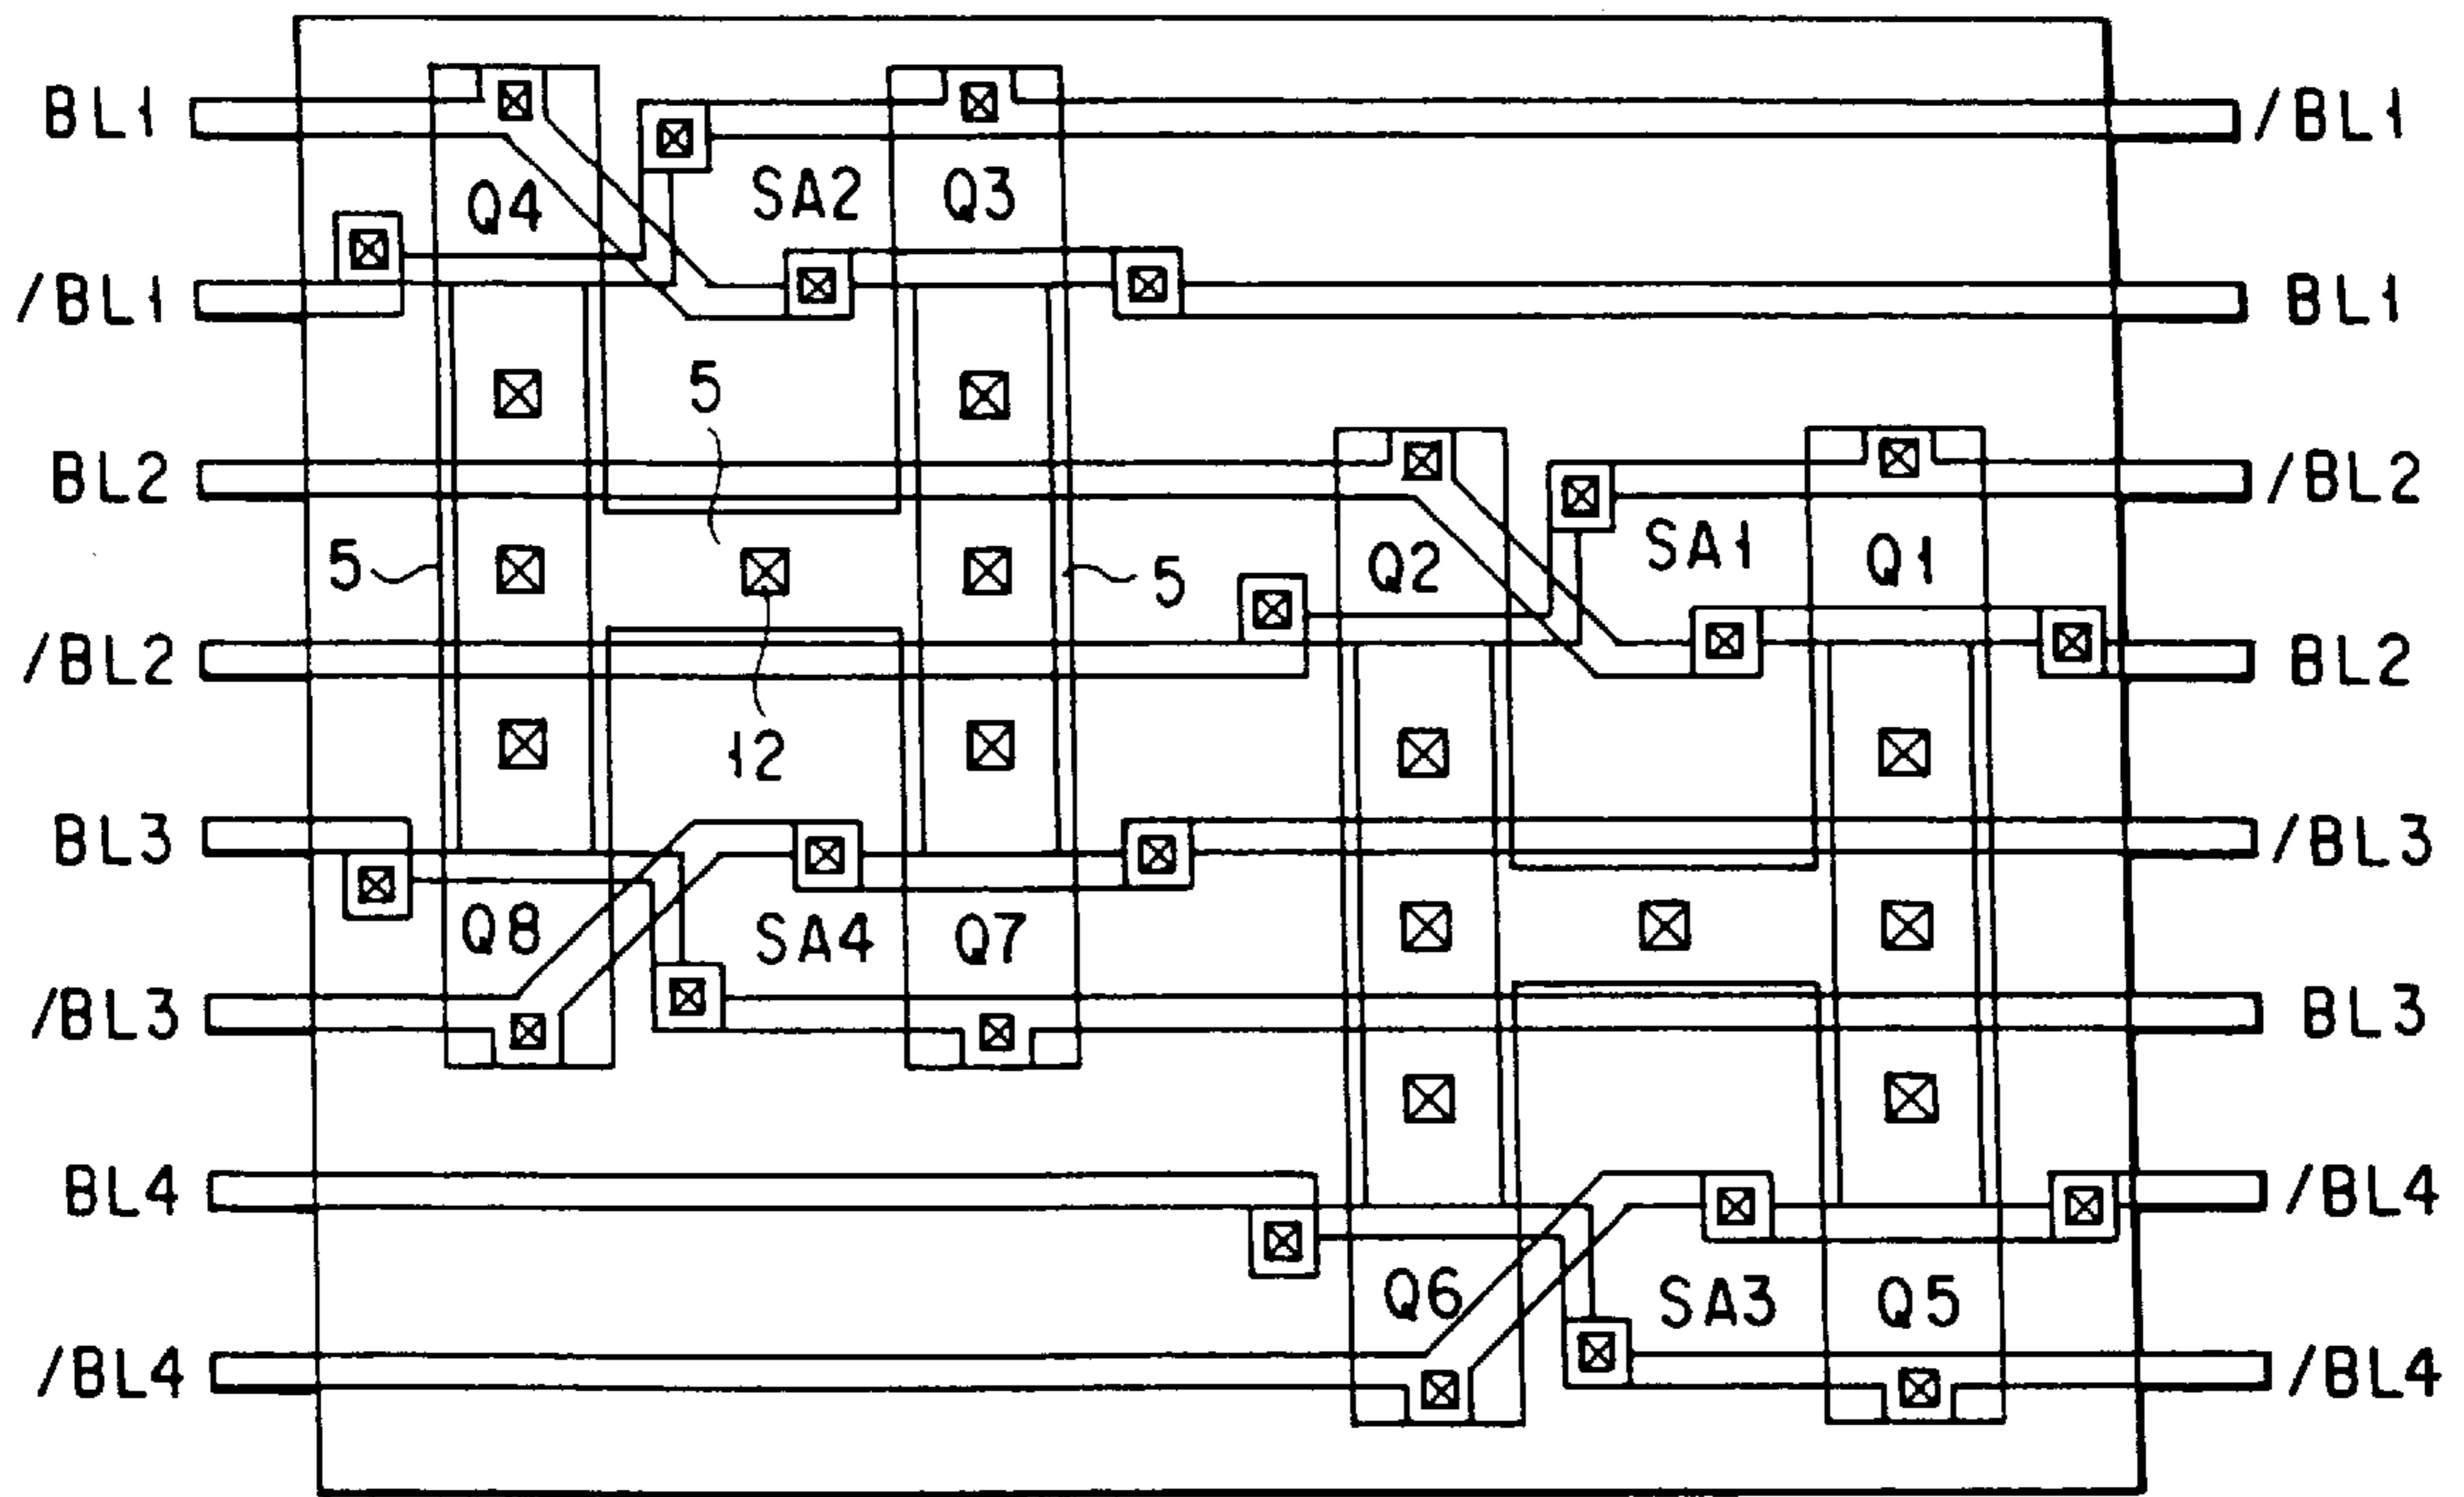 BL1 /BL1
Q4 SA2 Q3
/BL1 BL1
5
BL2 /BL2
5 5 Q2 SA1 Q1
/BL2 BL2
12
BL3 /BL3
Q8 SA4 Q7
/BL3 BL3
BL4 /BL4
Q6 SA3 Q5
/BL4 /BL4